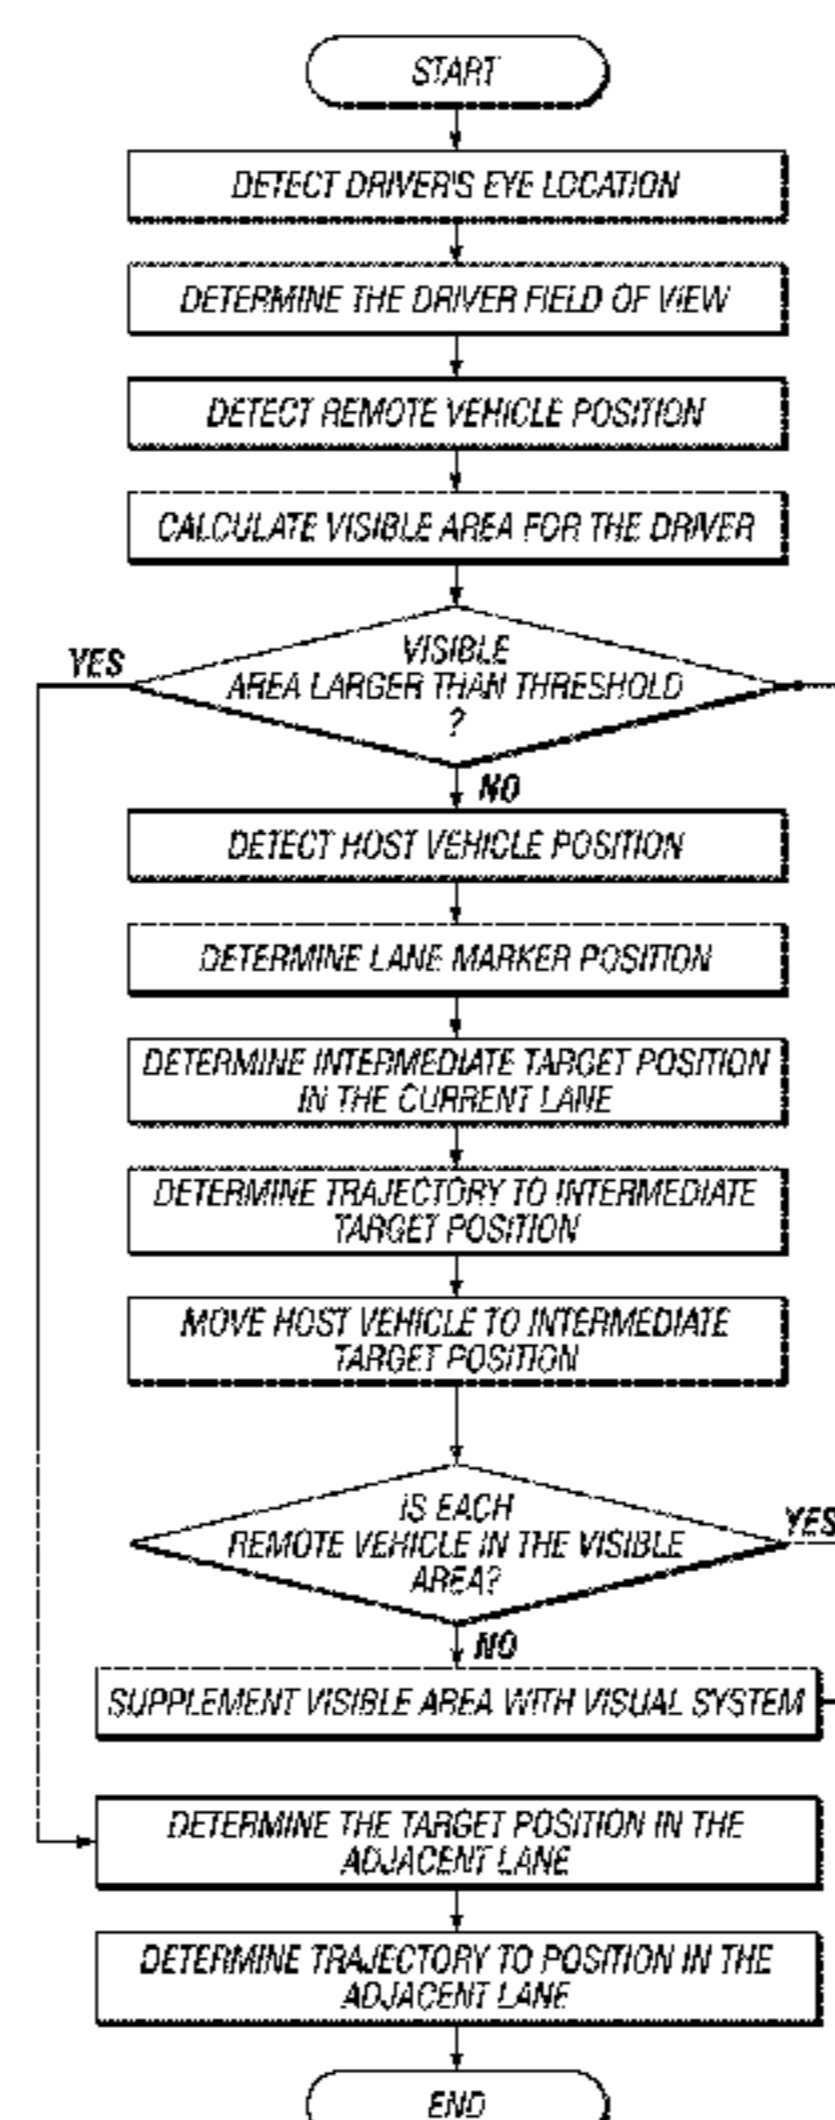 START
DETECT DRIVER'S EYE LOCATION
DETERMINE THE DRIVER FIELD OF VIEW
DETECT REMOTE VEHICLE POSITION
CALCULATE VISIBLE AREA FOR THE DRIVER
YES
VISIBLE
AREA LARGER THAN THRESHOLD
?
NO
DETECT HOST VEHICLE POSITION
DETERMINE LANE MARKER POSITION
DETERMINE INTERMEDIATE TARGET POSITION
IN THE CURRENT LANE
DETERMINE TRAJECTORY TO INTERMEDIATE
TARGET POSITION
MOVE HOST VEHICLE TO INTERMEDIATE
TARGET POSITION
IS EACH
REMOTE VEHICLE IN THE VISIBLE
AREA?
YES
NO
SUPPLEMENT VISIBLE AREA WITH VISUAL SYSTEM
DETERMINE THE TARGET POSITION IN THE
ADJACENT LANE
DETERMINE TRAJECTORY TO POSITION IN THE
ADJACENT LANE
END